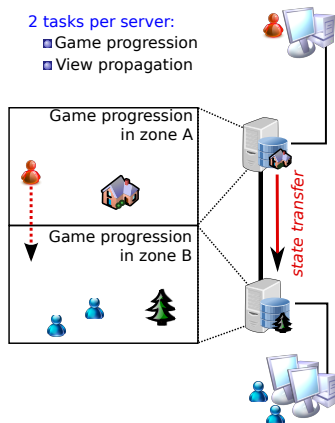 2 tasks per server:
Game progression
View propagation
Game progression
in zone A
Game progression
in zone B
state transfer